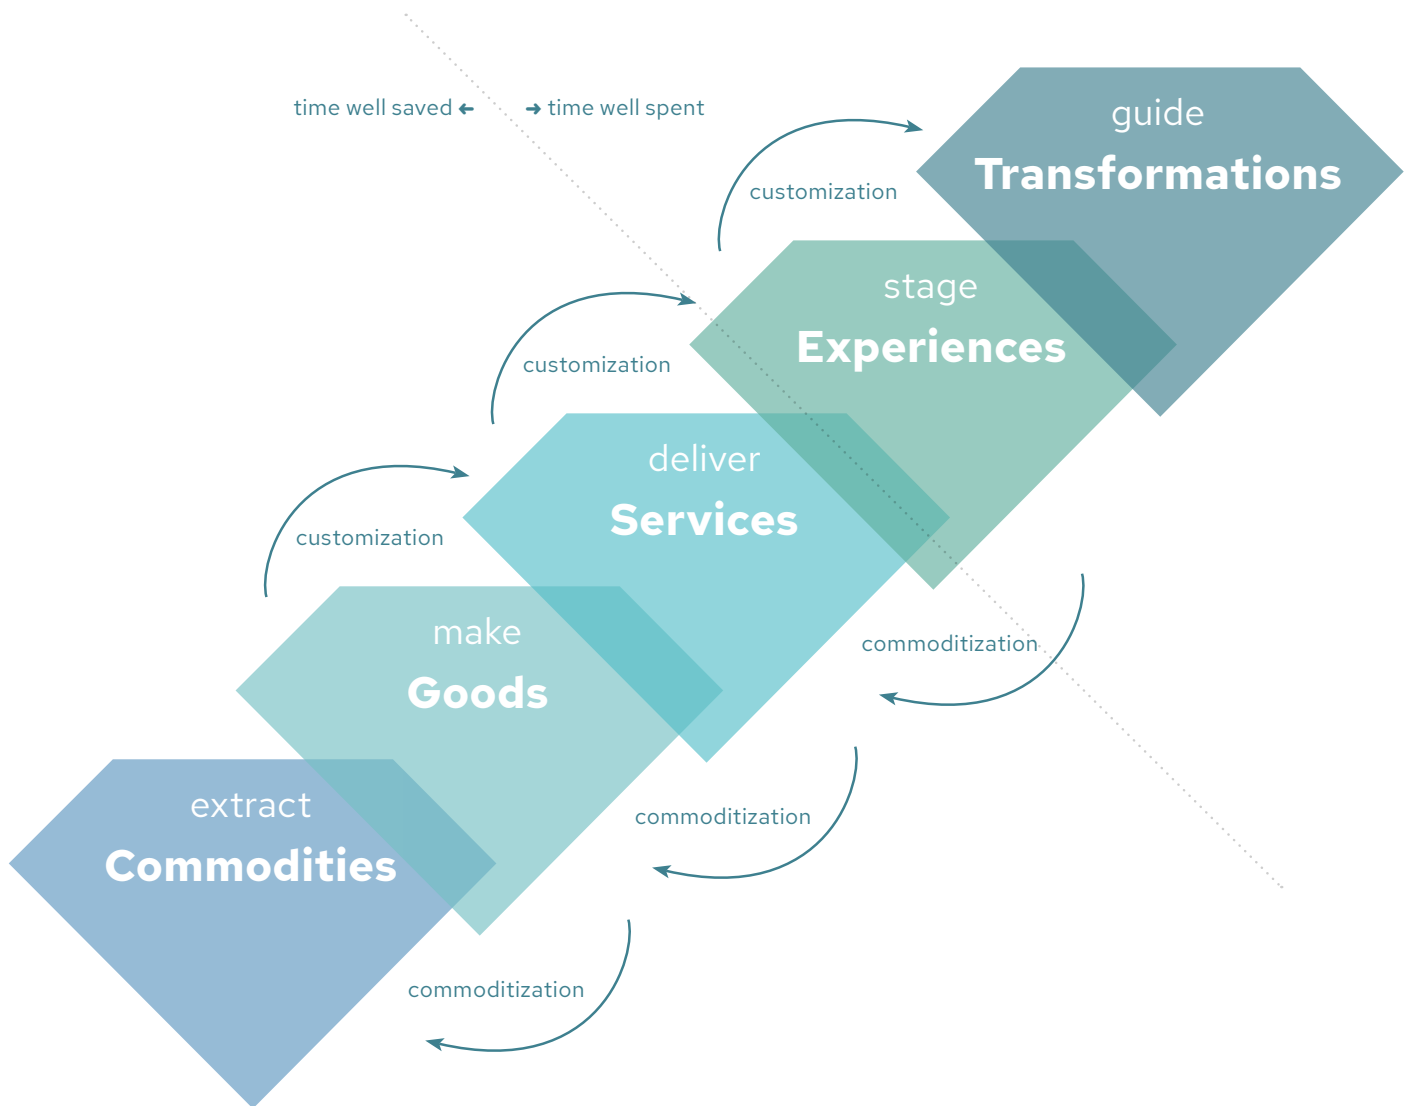 time well saved ← → time well spent
guide
Transformations
customization
stage
Experiences
customization
deliver
Services
customization
make
Goods
commoditization
extract
Commodities
commoditization
commoditization